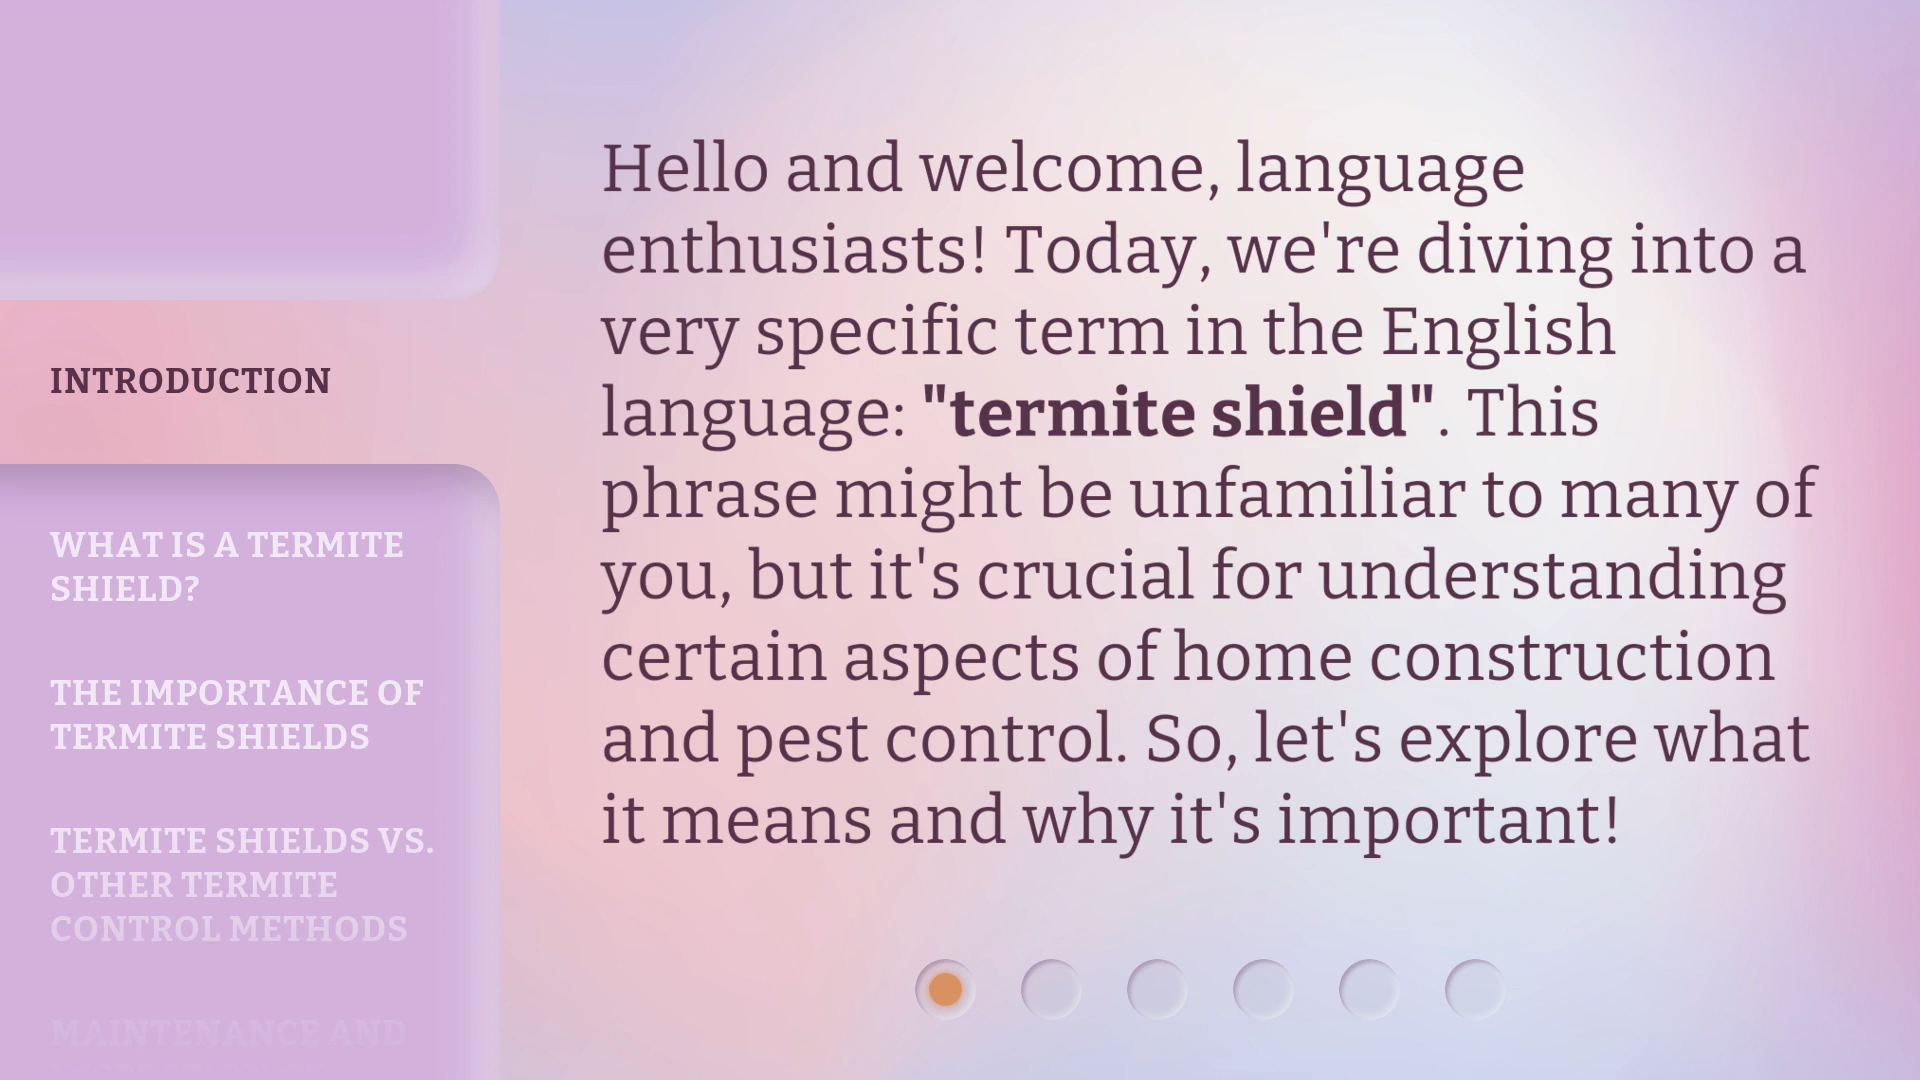 INTRODUCTION
WHAT IS A TERMITE
SHIELD?
THE IMPORTANCE OF
TERMITE SHIELDS
TERMITE SHIELDS VS.
OTHER TERMITE
CONTROL METHODS
MAINTENANCE AND
Hello and welcome, language
enthusiasts! Today, we're diving into a
very specific term in the English
language: "termite shield". This
phrase might be unfamiliar to many of
you, but it's crucial for understanding
certain aspects of home construction
and pest control. So, let's explore what
it means and why it's important!